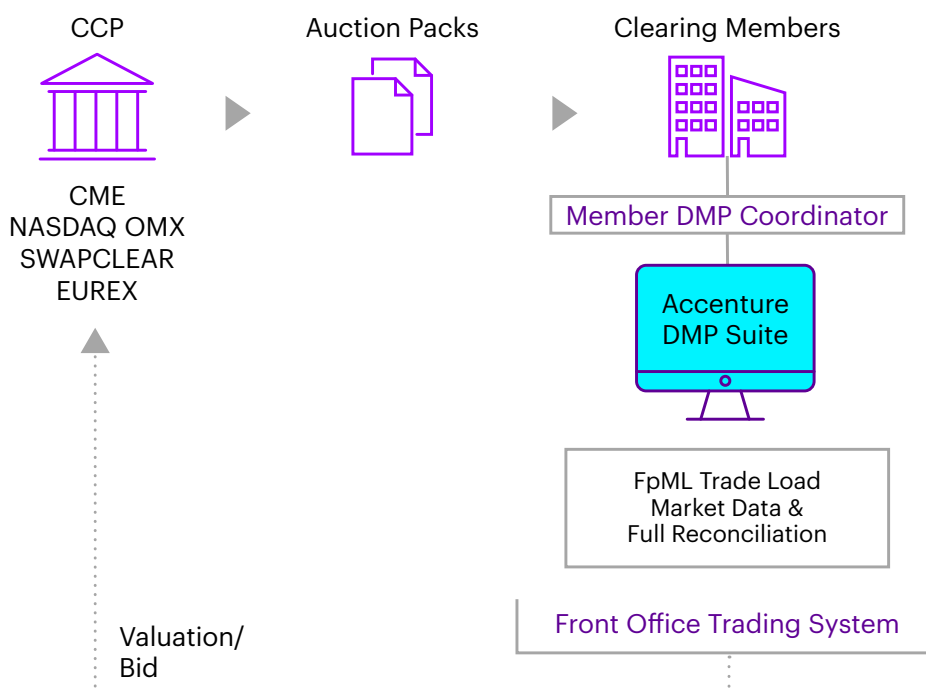 CCP
Auction Packs
Clearing Members
CME
NASDAQ OMX
SWAPCLEAR
EUREX
Member DMP Coordinator
Accenture
DMP Suite
FpML Trade Load
Market Data &
Full Reconciliation
Front Office Trading System
Valuation/
Bid